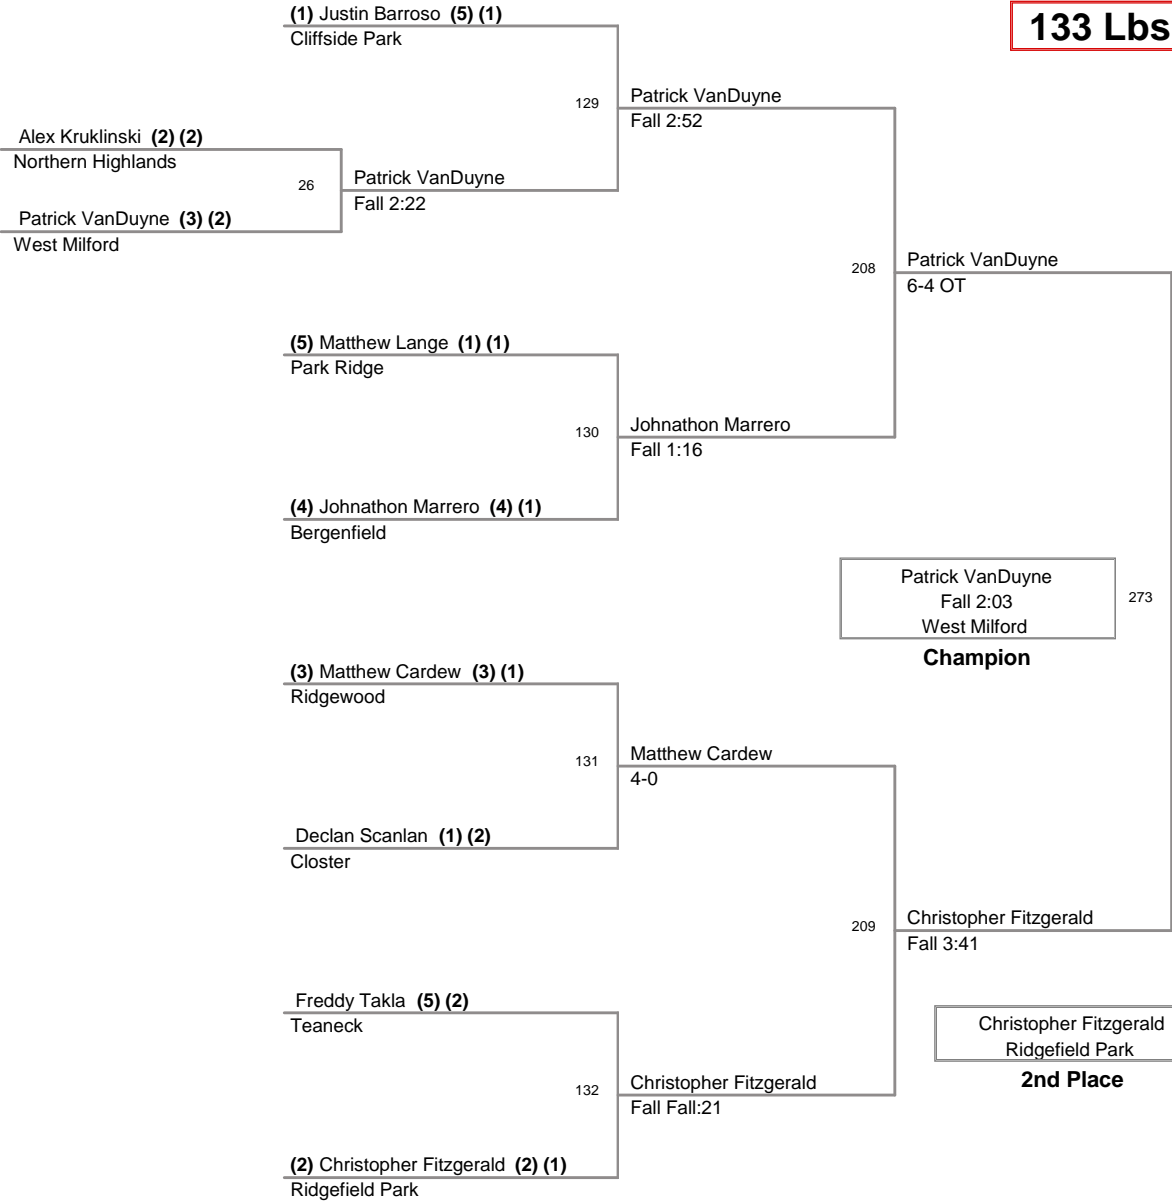 (1) Justin Barroso (5) (1)
Cliffside Park
133 Lbs
129
Patrick VanDuyne
Fall 2:52
Alex Kruklinski (2) (2)
Northern Highlands
26
Patrick VanDuyne
Fall 2:22
Patrick VanDuyne (3) (2)
West Milford
208
Patrick VanDuyne
6-4 OT
(5) Matthew Lange (1) (1)
Park Ridge
130
Johnathon Marrero
Fall 1:16
(4) Johnathon Marrero (4) (1)
Bergenfield
Patrick VanDuyne
Fall 2:03
West Milford
Champion
273
(3) Matthew Cardew (3) (1)
Ridgewood
131
Matthew Cardew
4-0
Declan Scanlan (1) (2)
Closter
209
Christopher Fitzgerald
Fall 3:41
Freddy Takla (5) (2)
Teaneck
Christopher Fitzgerald
Ridgefield Park
2nd Place
132
Christopher Fitzgerald
Fall Fall:21
(2) Christopher Fitzgerald (2) (1)
Ridgefield Park